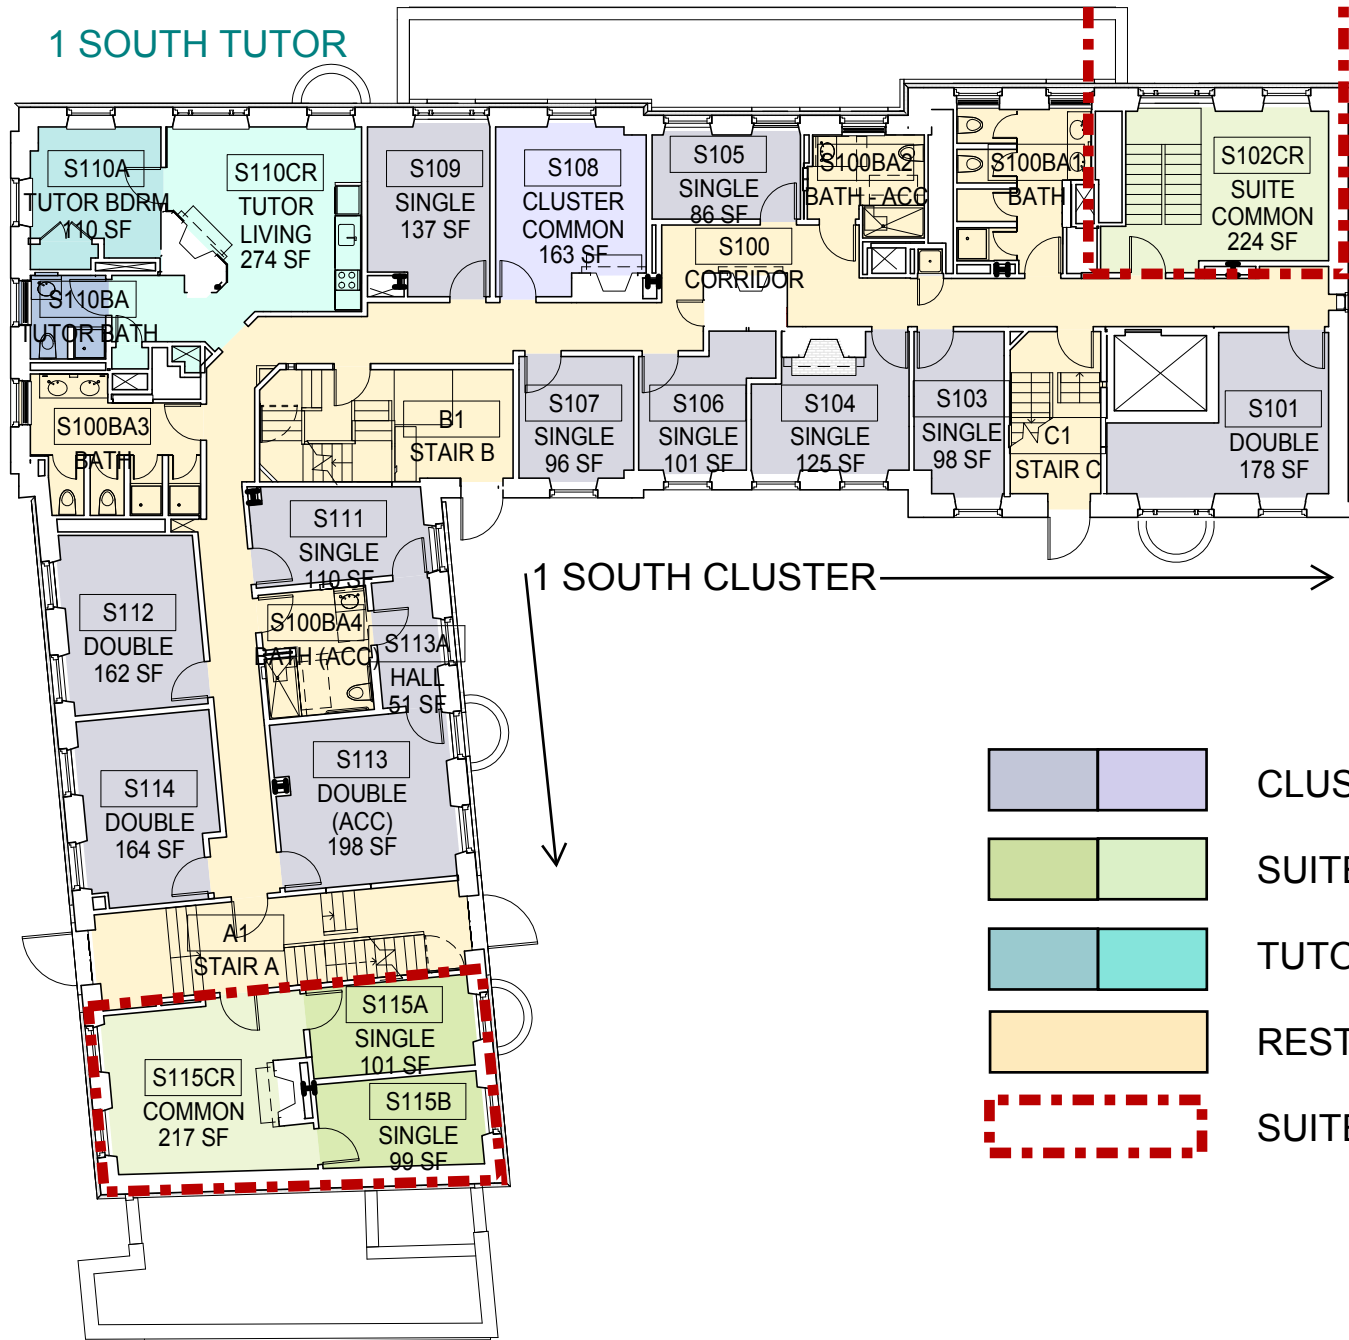 1 SOUTH TUTOR
S110A
TUTOR BDRM
110 SF
S110CR
TUTOR
LIVING
274 SF
S109
SINGLE
137 SF
S108
CLUSTER
COMMON
163 SF
S105
SINGLE
86 SF
S100BA2
BATH - ACC
S100BA1
BATH
S102CR
SUITE
COMMON
224 SF
S100
CORRIDOR
S110BA
TUTOR BATH
S100BA3
BATH
B1
STAIR B
S107
SINGLE
96 SF
S106
SINGLE
101 SF
S104
SINGLE
125 SF
S103
SINGLE
98 SF
C1
STAIR C
S101
DOUBLE
178 SF
S111
SINGLE
110 SF
1 SOUTH CLUSTER
S112
DOUBLE
162 SF
S100BA4
BATH (ACC)
S113A
HALL
51 SF
S114
DOUBLE
164 SF
S113
DOUBLE
(ACC)
198 SF
A1
STAIR A
S115A
SINGLE
101 SF
S115CR
COMMON
217 SF
S115B
SINGLE
99 SF
CLUS
SUITE
TUTO
REST
SUITE